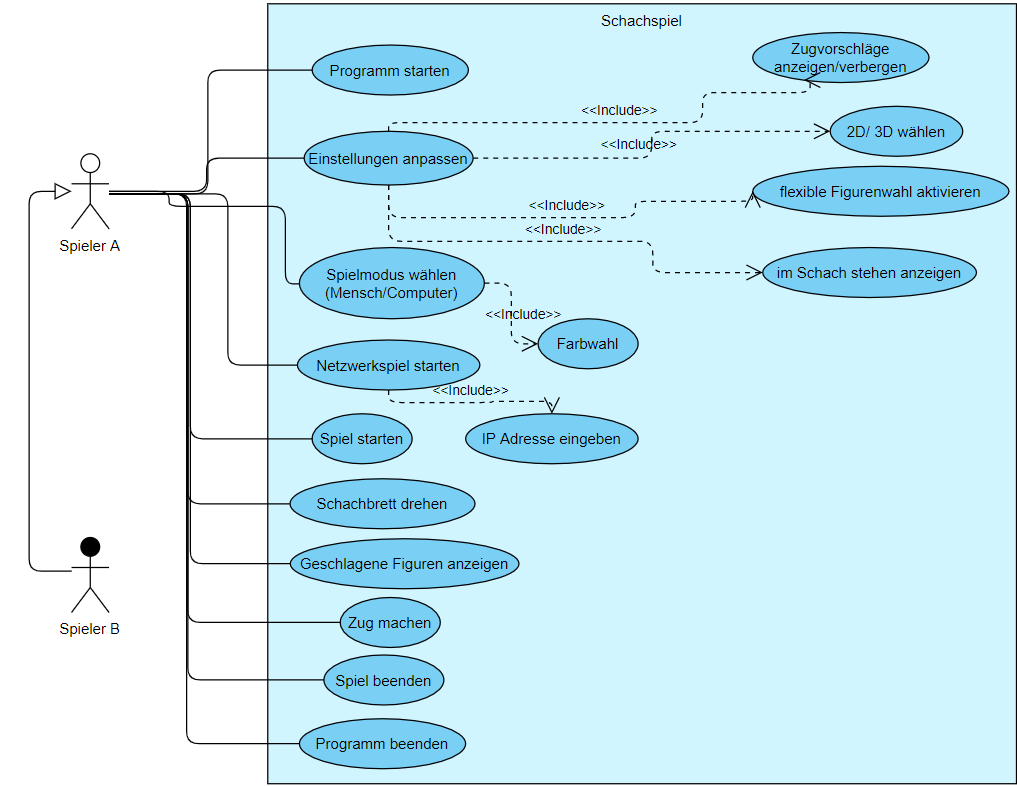 Schachspiel
Programm starten
Zugvorschläge
anzeigen/verbergen
<<Include>>
2D/ 3D wählen
<<Include>>
Einstellungen anpassen
flexible Figurenwahl aktivieren
<<Include>>
<<Include>>
Spieler A
im Schach stehen anzeigen
Spielmodus wählen
(Mensch/Computer)
<<Include>>
Farbwahl
Netzwerkspiel starten
<<Include>>
Spiel starten
IP Adresse eingeben
Schachbrett drehen
Geschlagene Figuren anzeigen
Zug machen
Spieler B
Spiel beenden
Programm beenden